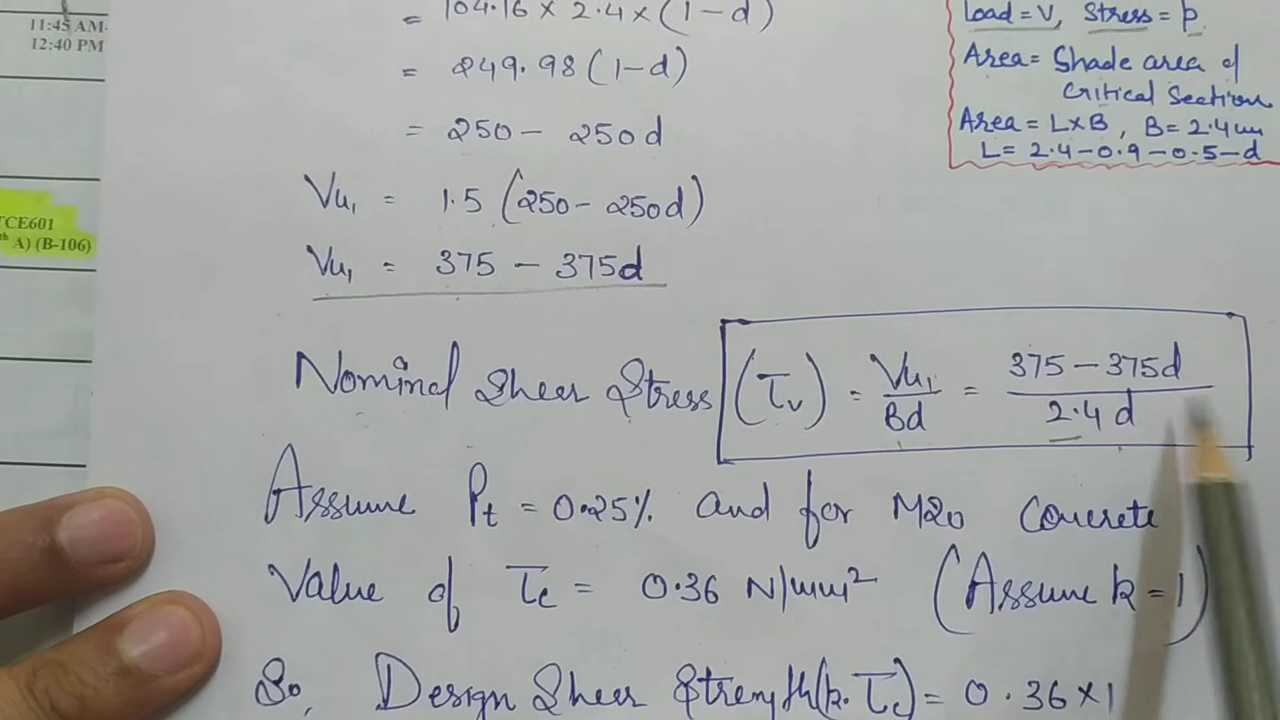 11:45 AM-
12:40 PM
TCE601
th A) (B-106)
= 104.16 × 2.4 × (1-d)
= 249.98 (1-d)
= 250 - 250d
Vu₁ = 1.5 (250 - 250d)
Vu₁ = 375 - 375d
Load = V, Stress = p
Area = Shade area of
Critical Section
Area = L×B, B = 2.4m
L = 2.4-0.9-0.5-d
Nominal Shear Stress (τv) = Vu₁/Bd = 375 - 375d/2.4 d
Assume Pt = 0.25% and for M20 Concrete
Value of τc = 0.36 N/mm² (Assume k = 1)
So, Design Shear Strength (k.τc) = 0.36 × 1